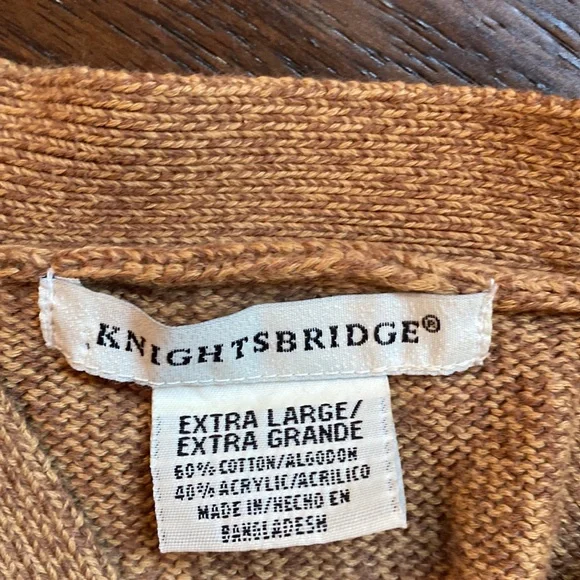 KNIGHTSBRIDGE®
EXTRA LARGE/
EXTRA GRANDE
60% COTTON/ALGODON
40% ACRYLIC/ACRILICO
MADE IN/HECHO EN
BANGLADESH